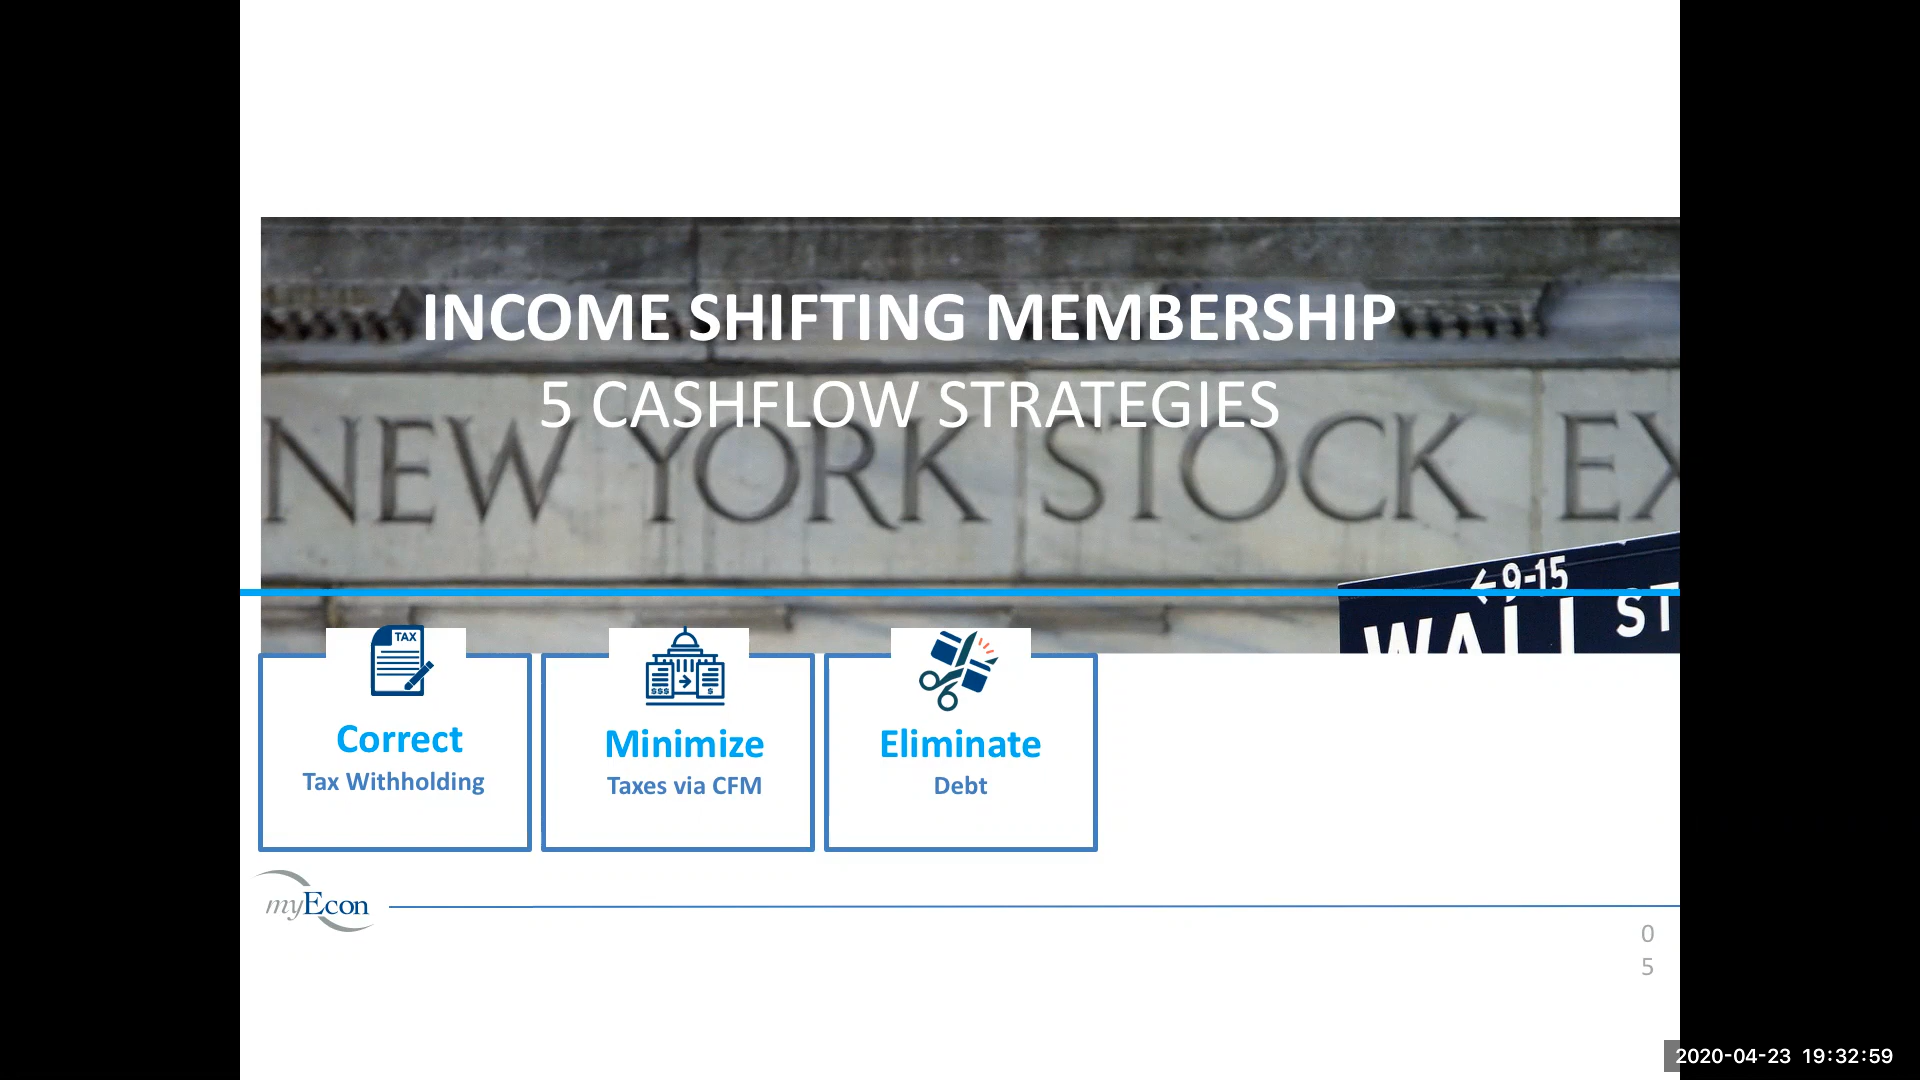 INCOME SHIFTING MEMBERSHIP
5 CASHFLOW STRATEGIES
NEW YORK STOCK EX
9-15
WALL ST
TAX
Correct
Tax Withholding
$$$ $
Minimize
Taxes via CFM
Eliminate
Debt
myEcon
0
5
2020-04-23 19:32:59